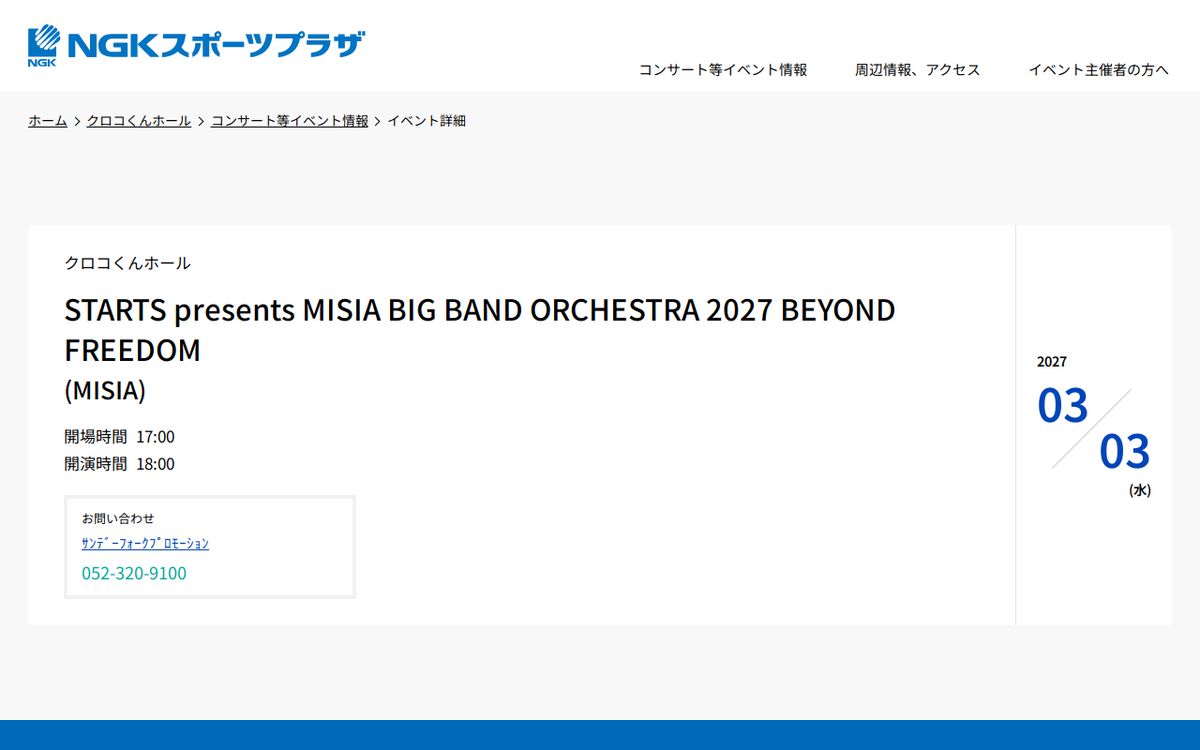 NGK
NGKスポーツプラザ
コンサート等イベント情報 周辺情報、アクセス イベント主催者の方へ
ホーム > クロコくんホール > コンサート等イベント情報 > イベント詳細
クロコくんホール
STARTS presents MISIA BIG BAND ORCHESTRA 2027 BEYOND
FREEDOM
(MISIA)
開場時間 17:00
開演時間 18:00
お問い合わせ
ｻﾝﾃﾞｰﾌｫｰｸﾌﾟﾛﾓｰｼｮﾝ
052-320-9100
2027
03
03
(水)